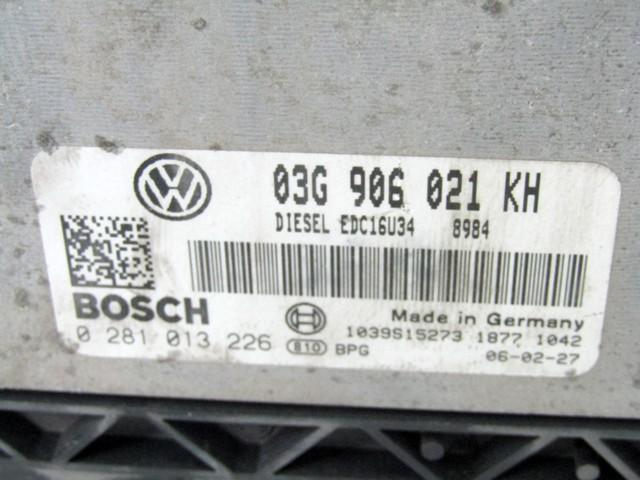 03G 906 021 KH
DIESEL EDC16U34 8984
BOSCH
Made in Germany
0 281 013 226
1039S15273 1877 1042
810 BPG
06-02-27